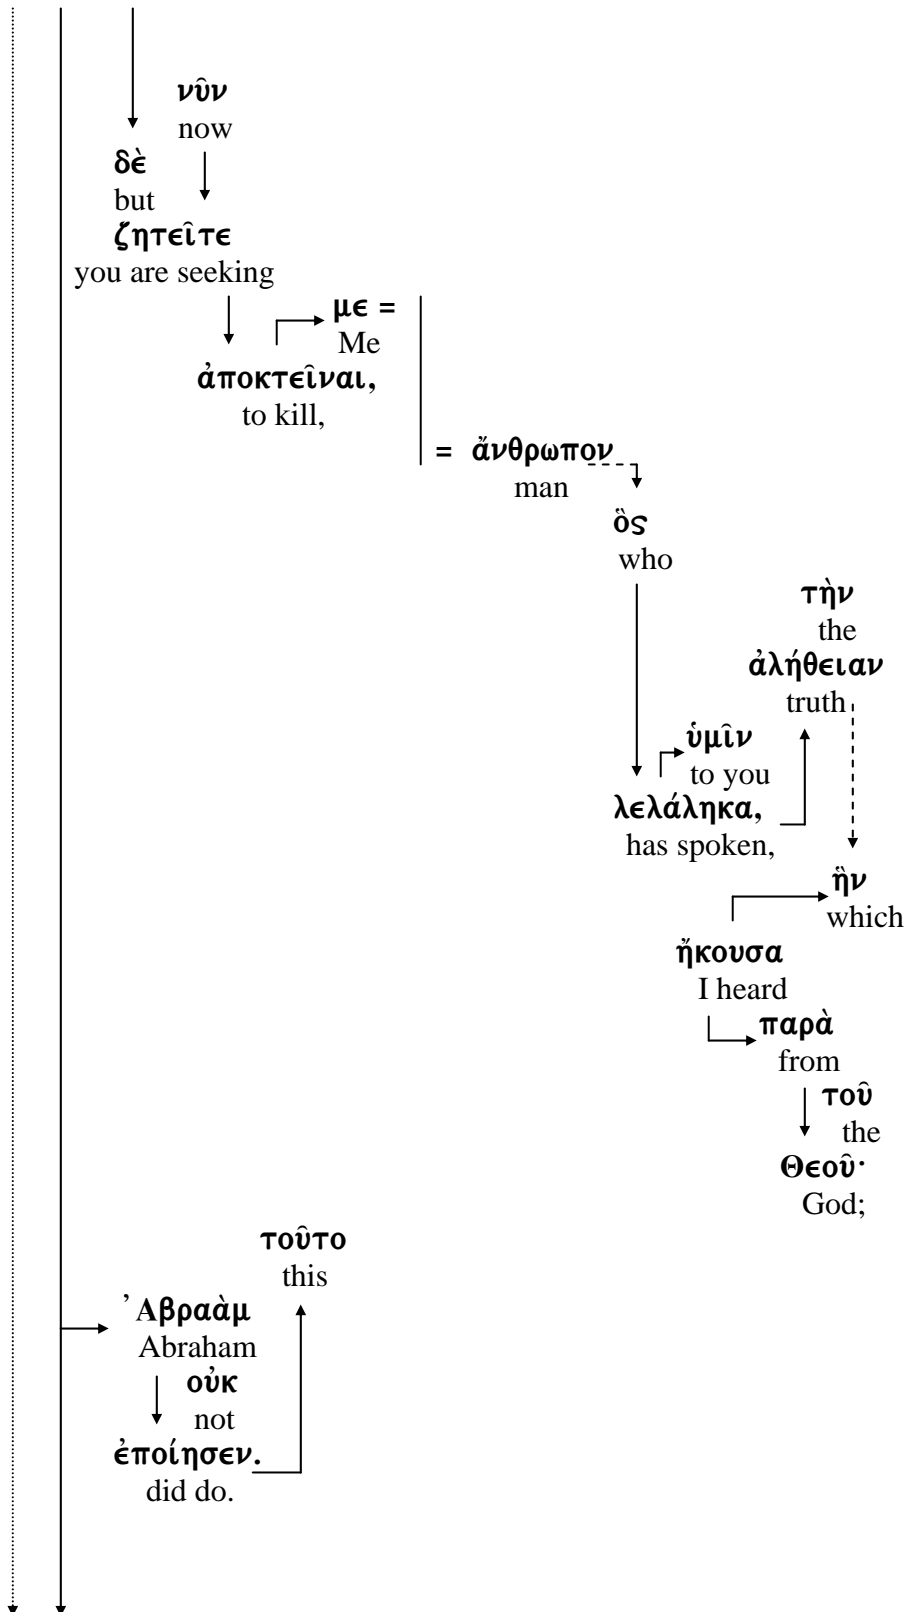 νῦν
now
δὲ
but
ζητεῖτε
you are seeking
με =
Me
ἀποκτεῖναι,
to kill,
= ἄνθρωπον
man
ὃς
who
τὴν
the
ἀλήθειαν
truth
ὑμῖν
to you
λελάληκα,
has spoken,
ἣν
which
ἤκουσα
I heard
παρὰ
from
τοῦ
the
Θεοῦ·
God;
τοῦτο
this
Ἀβραὰμ
Abraham
οὐκ
not
ἐποίησεν.
did do.